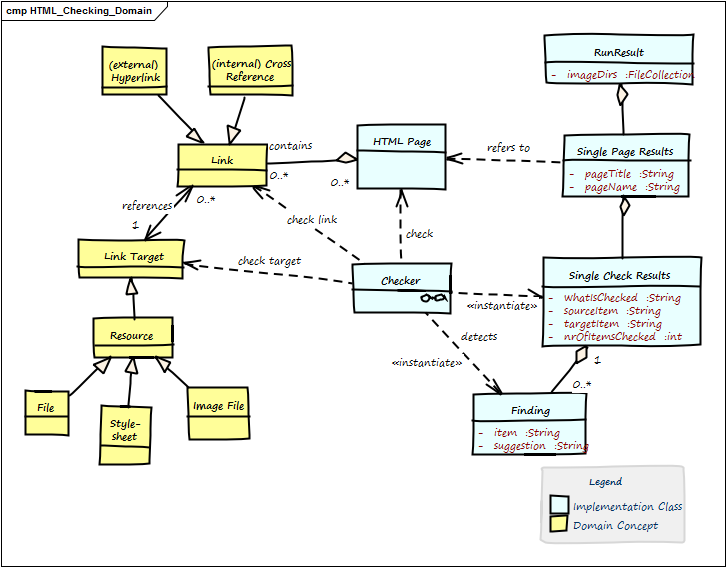 cmp HTML_Checking_Domain
(external)
Hyperlink
(internal) Cross
Reference
RunResult
- imageDirs :FileCollection
Link
contains
0..*
0..*
HTML Page
refers to
Single Page Results
- pageTitle :String
- pageName :String
references
0..*
1
check link
check
Link Target
check target
Checker
«instantiate»
Single Check Results
- whatIsChecked :String
- sourceItem :String
- targetItem :String
- nrOfItemsChecked :int
Resource
detects
«instantiate»
1
0..*
File
Style-
sheet
Image File
Finding
- item :String
- suggestion :String
Legend
Implementation Class
Domain Concept